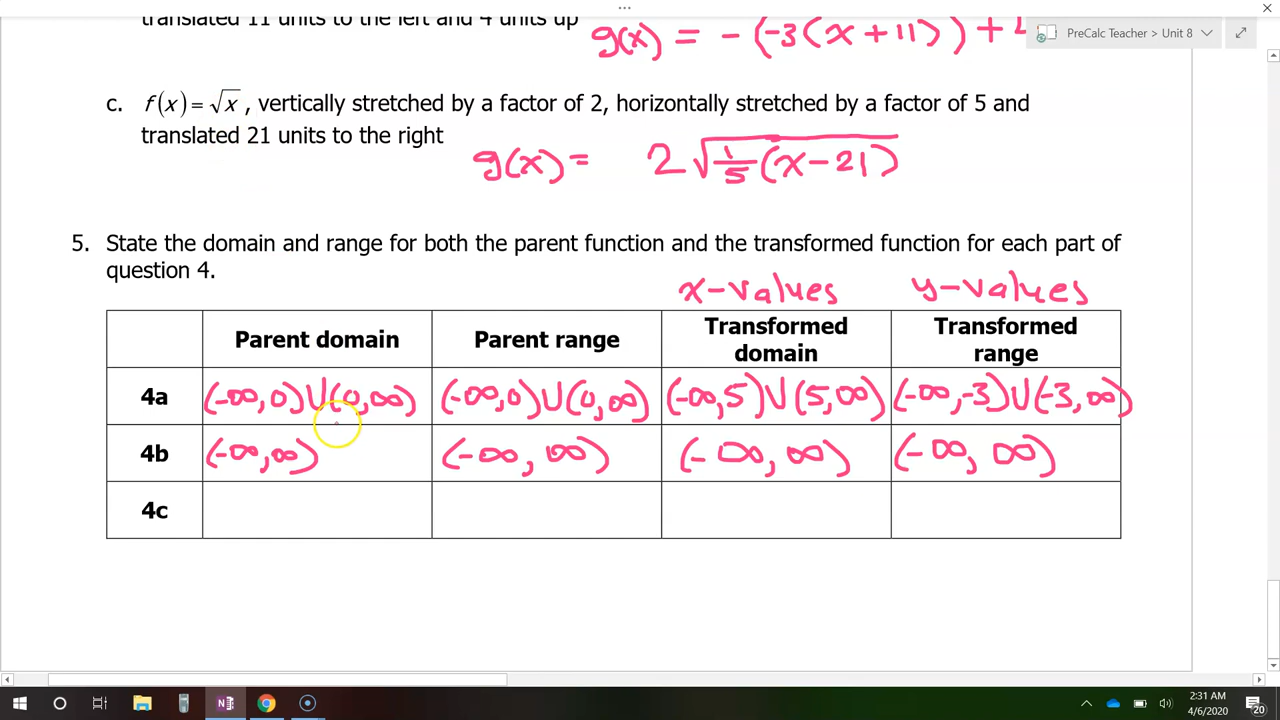 translated 11 units to the left and 4 units up
g(x) = -(-3(x+11))+
PreCalc Teacher > Unit 8
c. f(x) = √x , vertically stretched by a factor of 2, horizontally stretched by a factor of 5 and
translated 21 units to the right
g(x) = 2√(1/5(x-21))
5. State the domain and range for both the parent function and the transformed function for each part of
question 4.
x-values y-values
Parent domain Parent range Transformed domain Transformed range
4a (-∞,0)∪(0,∞) (-∞,0)∪(0,∞) (-∞,5)∪(5,∞) (-∞,-3)∪(-3,∞)
4b (-∞,∞) (-∞,∞) (-∞,∞) (-∞,∞)
4c
2:31 AM
4/6/2020
20